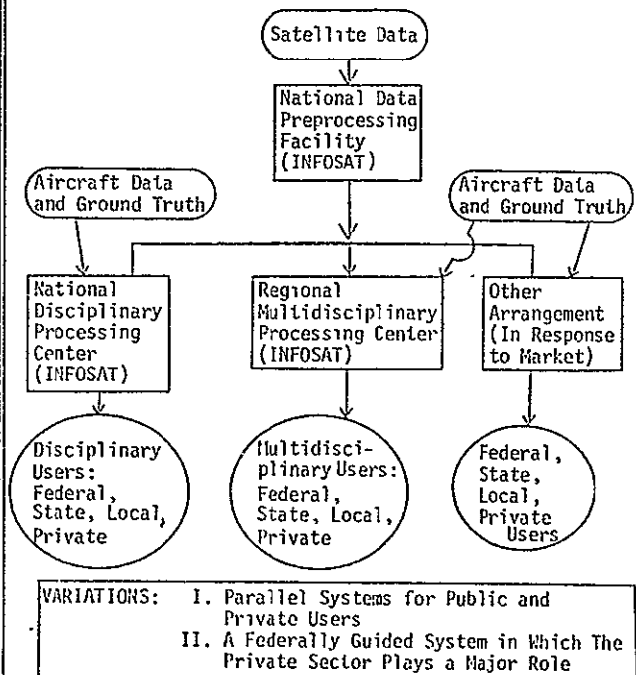 Satellite Data
National Data
Preprocessing
Facility
(INFOSAT)
Aircraft Data
and Ground Truth
Aircraft Data
and Ground Truth
National
Disciplinary
Processing
Center
(INFOSAT)
Regional
Multidisciplinary
Processing Center
(INFOSAT)
Other
Arrangement
(In Response
to Market)
Disciplinary
Users:
Federal,
State, Local,
Private
Multidisci-
plinary Users:
Federal,
State, Local,
Private
Federal,
State,
Local,
Private
Users
VARIATIONS: I. Parallel Systems for Public and
Private Users
II. A Federally Guided System in Which The
Private Sector Plays a Major Role